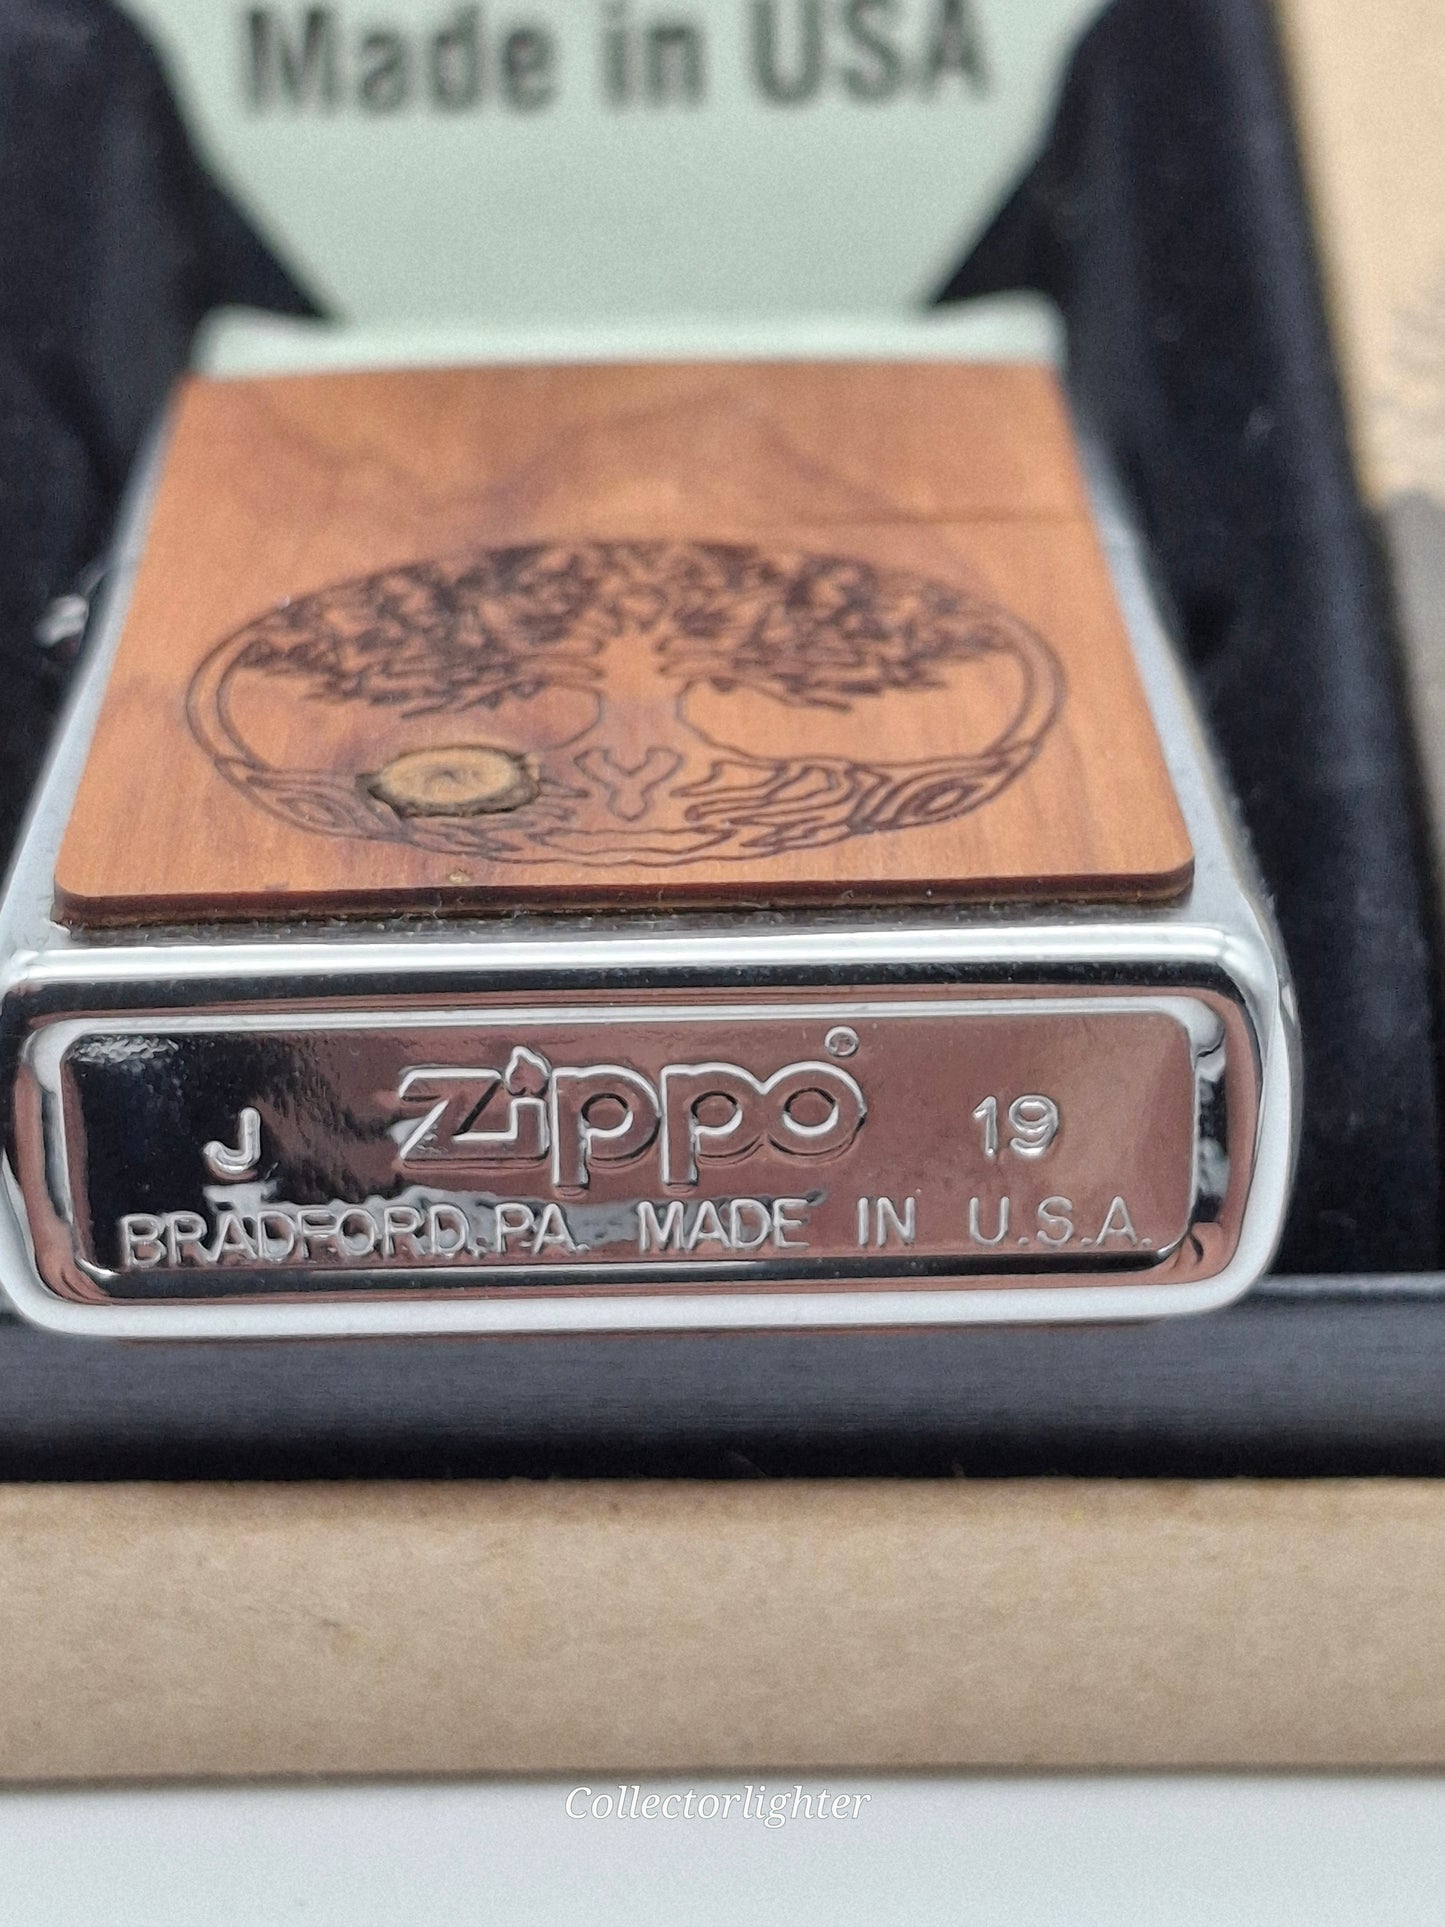 Made in USA
J zippo® 19
BRADFORD, PA. MADE IN U.S.A.
Collectorlighter